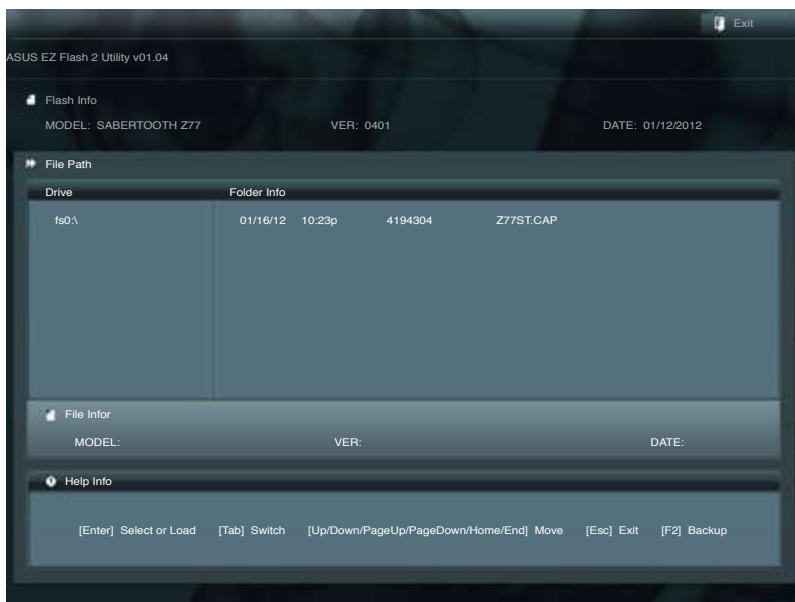 Exit
ASUS EZ Flash 2 Utility v01.04
Flash Info
MODEL: SABERTOOTH Z77 VER: 0401 DATE: 01/12/2012
File Path
Drive Folder Info
fs0:\ 01/16/12 10:23p 4194304 Z77ST.CAP
File Infor
MODEL: VER: DATE:
Help Info
[Enter] Select or Load [Tab] Switch [Up/Down/PageUp/PageDown/Home/End] Move [Esc] Exit [F2] Backup